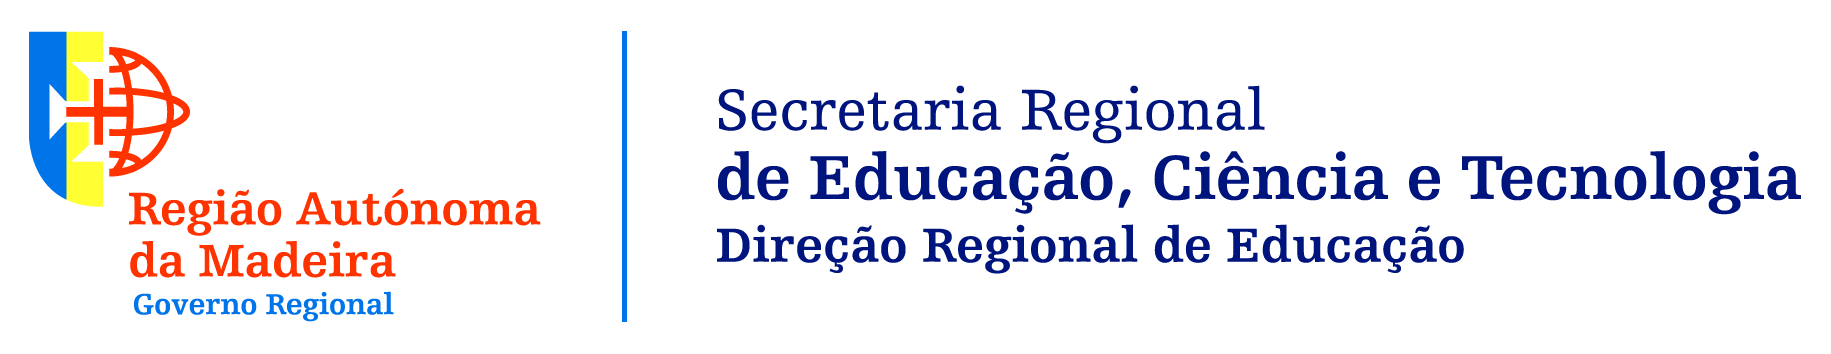 Região Autónoma
da Madeira
Governo Regional
Secretaria Regional
de Educação, Ciência e Tecnologia
Direção Regional de Educação